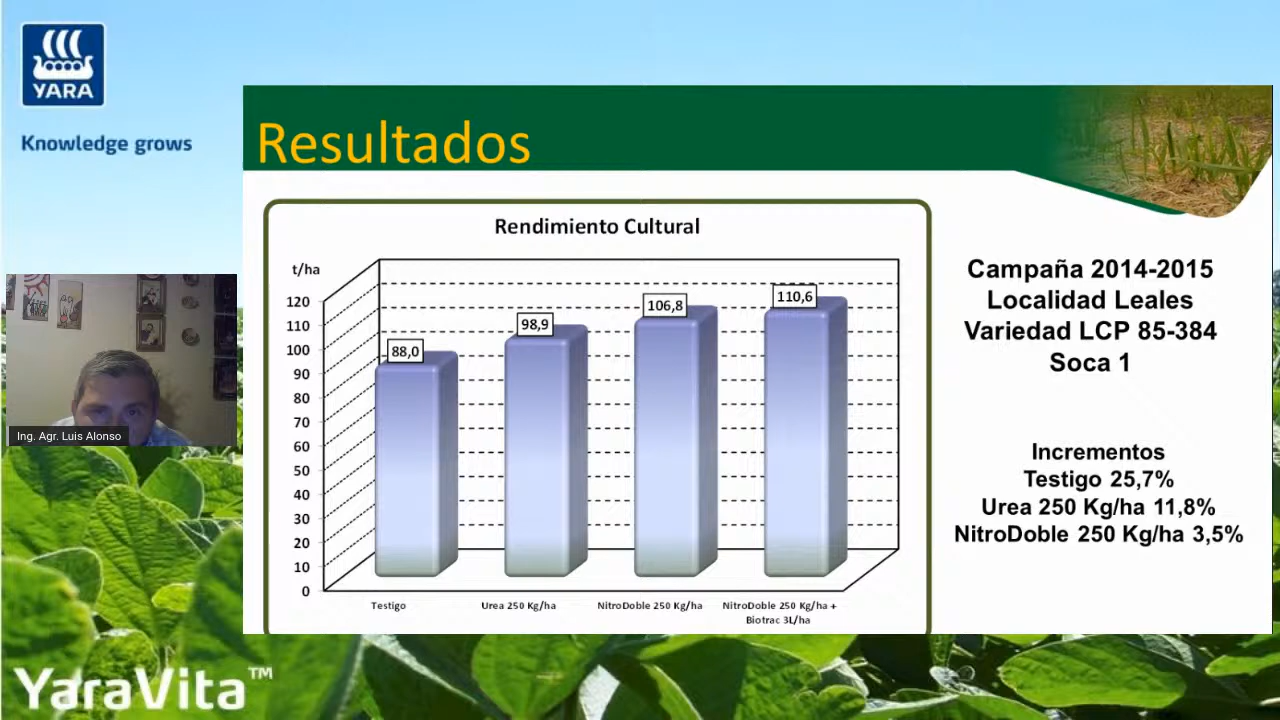 YARA
Knowledge grows
Resultados
Rendimiento Cultural
t/ha
120
110
100
90
80
70
60
50
40
30
20
10
0
88,0
98,9
106,8
110,6
Testigo
Urea 250 Kg/ha
NitroDoble 250 Kg/ha
NitroDoble 250 Kg/ha +
Biotrac 3L/ha
Campaña 2014-2015
Localidad Leales
Variedad LCP 85-384
Soca 1
Incrementos
Testigo 25,7%
Urea 250 Kg/ha 11,8%
NitroDoble 250 Kg/ha 3,5%
Ing. Agr. Luis Alonso
YaraVita™